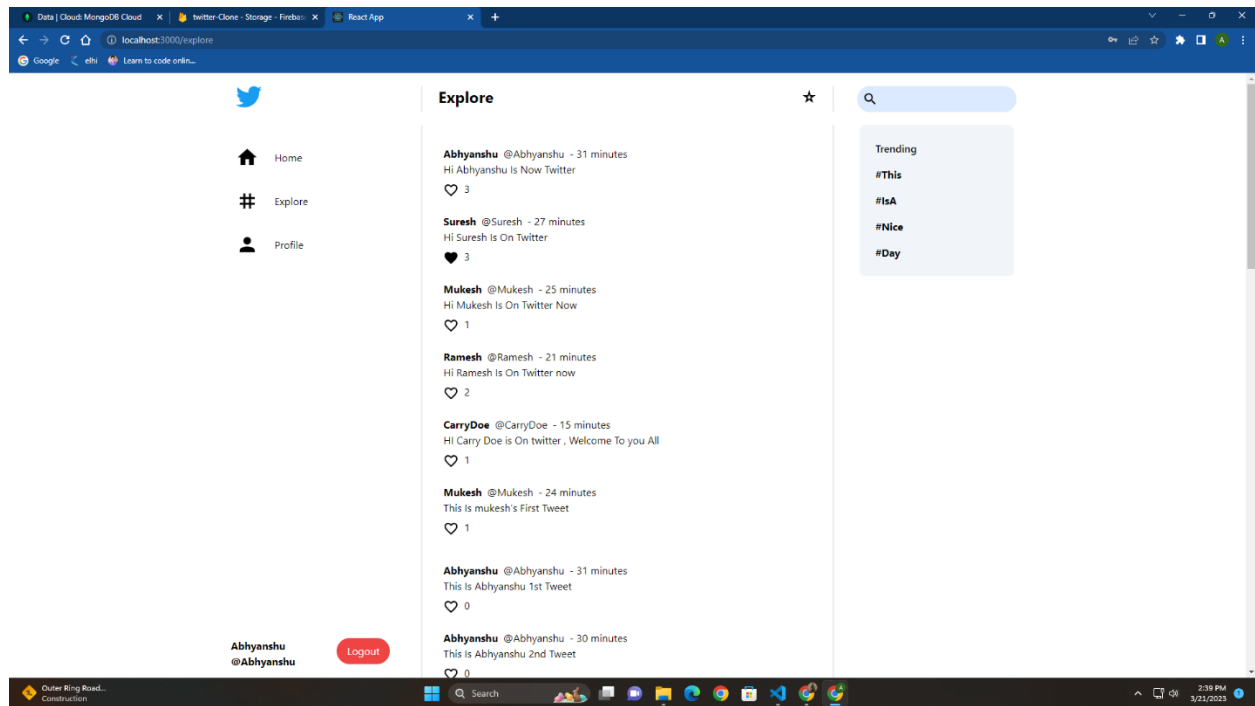 Data | Cloud: MongoDB Cloud
twitter-Clone - Storage - Firebas
React App
localhost:3000/explore
Google
elhi
Learn to code onlin...
A
Explore
Home
Explore
Profile
Abhyanshu @Abhyanshu - 31 minutes
Hi Abhyanshu Is Now Twitter
3
Suresh @Suresh - 27 minutes
Hi Suresh Is On Twitter
3
Mukesh @Mukesh - 25 minutes
Hi Mukesh Is On Twitter Now
1
Ramesh @Ramesh - 21 minutes
Hi Ramesh Is On Twitter now
2
CarryDoe @CarryDoe - 15 minutes
HI Carry Doe is On twitter , Welcome To you All
1
Mukesh @Mukesh - 24 minutes
This Is mukesh's First Tweet
1
Abhyanshu @Abhyanshu - 31 minutes
This Is Abhyanshu 1st Tweet
0
Abhyanshu @Abhyanshu - 30 minutes
This Is Abhyanshu 2nd Tweet
0
Trending
#This
#IsA
#Nice
#Day
Abhyanshu
@Abhyanshu
Logout
Outer Ring Road...
Construction
Search
2:39 PM
3/21/2023
1